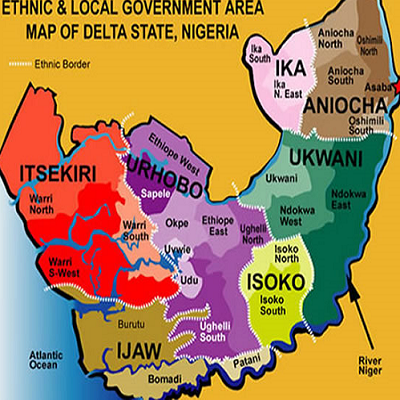 ETHNIC & LOCAL GOVERNMENT AREA
MAP OF DELTA STATE, NIGERIA
Ethnic Border
Ika
South
IKA
Ika
N. East
Aniocha
North
Oshimili
North
Aniocha
South
Asaba
ANIOCHA
Oshimili
South
UKWANI
Ukwani
Ndokwa
East
Ndokwa
West
Ethiope West
URHOBO
Sapele
Okpe
Ethiope
East
Ughelli
North
Uvwie
Udu
Ughelli
South
ITSEKIRI
Warri
North
Warri
South
Warri
S-West
Isoko
North
ISOKO
Isoko
South
Burutu
IJAW
Bomadi
Patani
Atlantic
Ocean
River
Niger